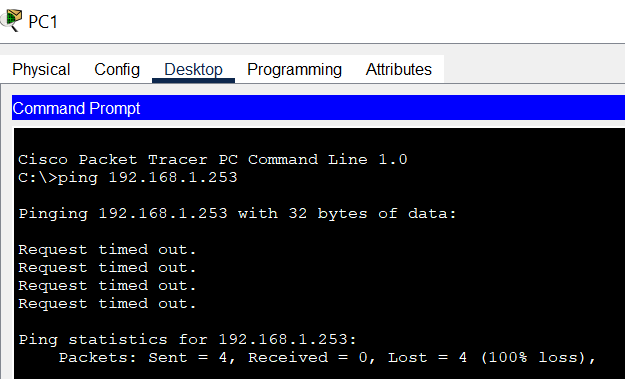 PC1
Physical Config Desktop Programming Attributes
Command Prompt
Cisco Packet Tracer PC Command Line 1.0
C:\>ping 192.168.1.253
Pinging 192.168.1.253 with 32 bytes of data:
Request timed out.
Request timed out.
Request timed out.
Request timed out.
Ping statistics for 192.168.1.253:
    Packets: Sent = 4, Received = 0, Lost = 4 (100% loss),